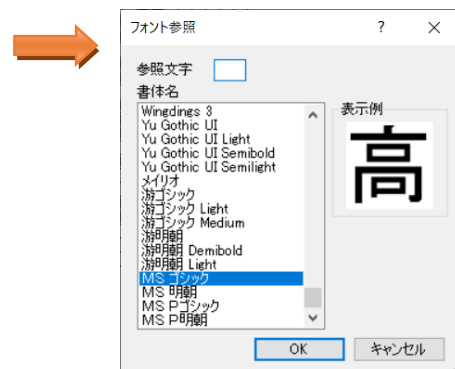 フォント参照
参照文字
書体名
Wingdings 3
Yu Gothic UI
Yu Gothic UI Light
Yu Gothic UI Semibold
Yu Gothic UI Semilight
メイリオ
游ゴシック
游ゴシック Light
游ゴシック Medium
游明朝
游明朝 Demibold
游明朝 Light
ＭＳ ゴシック
ＭＳ 明朝
ＭＳ Ｐゴシック
ＭＳ Ｐ明朝
表示例
高
OK
キャンセル